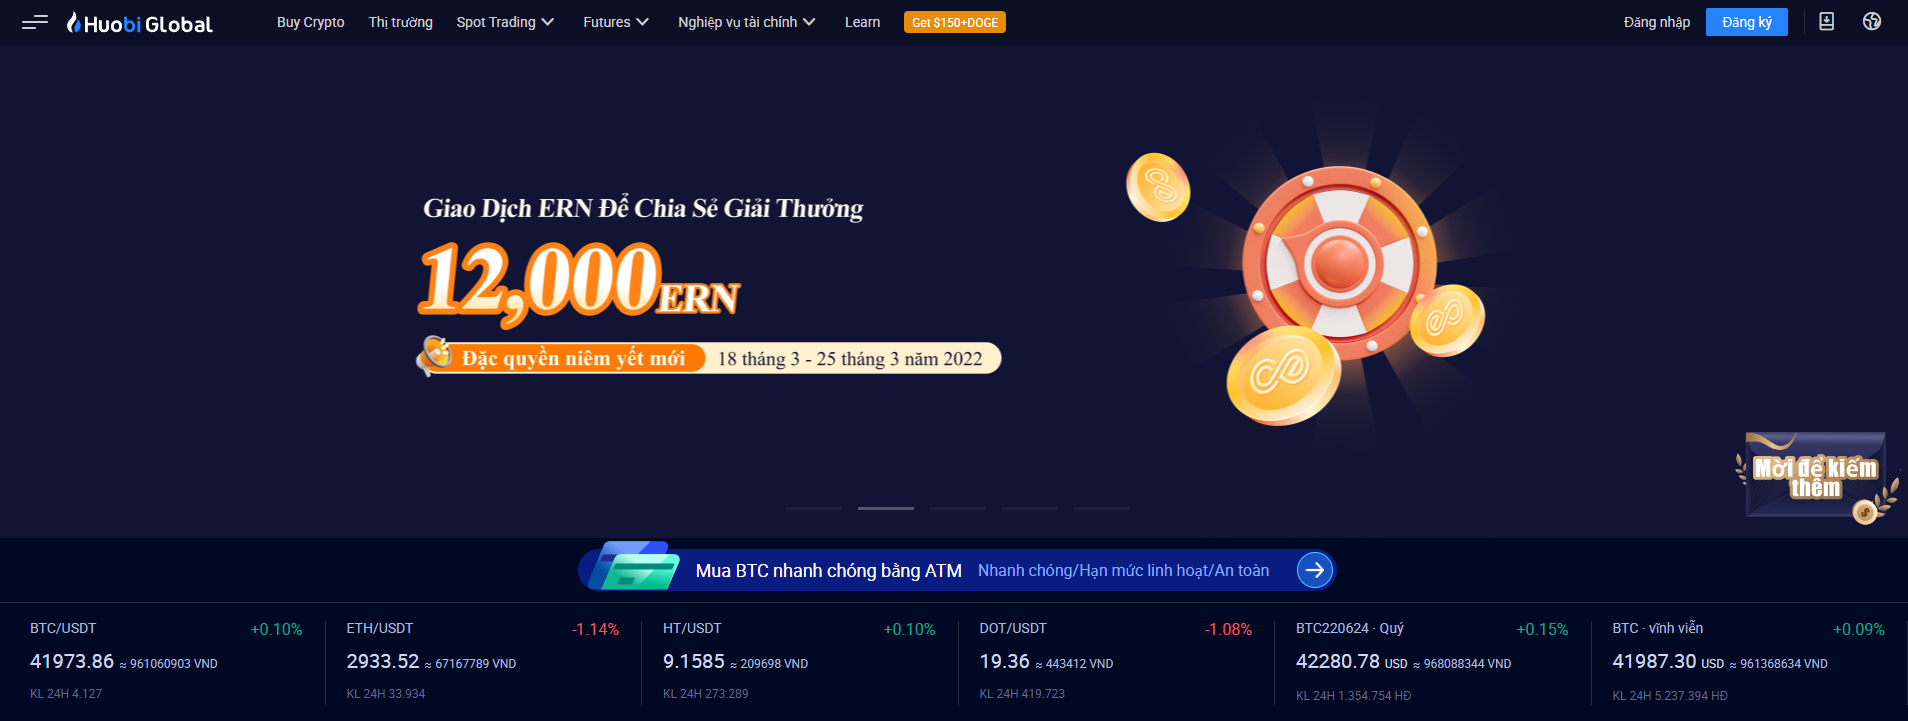 Huobi Global
Buy Crypto Thị trường Spot Trading Futures Nghiệp vụ tài chính Learn Get $150+DOGE Đăng nhập Đăng ký
Giao Dịch ERN Để Chia Sẻ Giải Thưởng
12,000 ERN
Đặc quyền niêm yết mới 18 tháng 3 - 25 tháng 3 năm 2022
Mời để kiếm
thêm
Mua BTC nhanh chóng bằng ATM Nhanh chóng/Hạn mức linh hoạt/An toàn
BTC/USDT +0.10%
41973.86 ≈ 961060903 VND
KL 24H 4.127
ETH/USDT -1.14%
2933.52 ≈ 67167789 VND
KL 24H 33.934
HT/USDT +0.10%
9.1585 ≈ 209698 VND
KL 24H 273.289
DOT/USDT -1.08%
19.36 ≈ 443412 VND
KL 24H 419.723
BTC220624 · Quý +0.15%
42280.78 USD ≈ 968088344 VND
KL 24H 1.354.754 HĐ
BTC · vĩnh viễn +0.09%
41987.30 USD ≈ 961368634 VND
KL 24H 5.237.394 HĐ